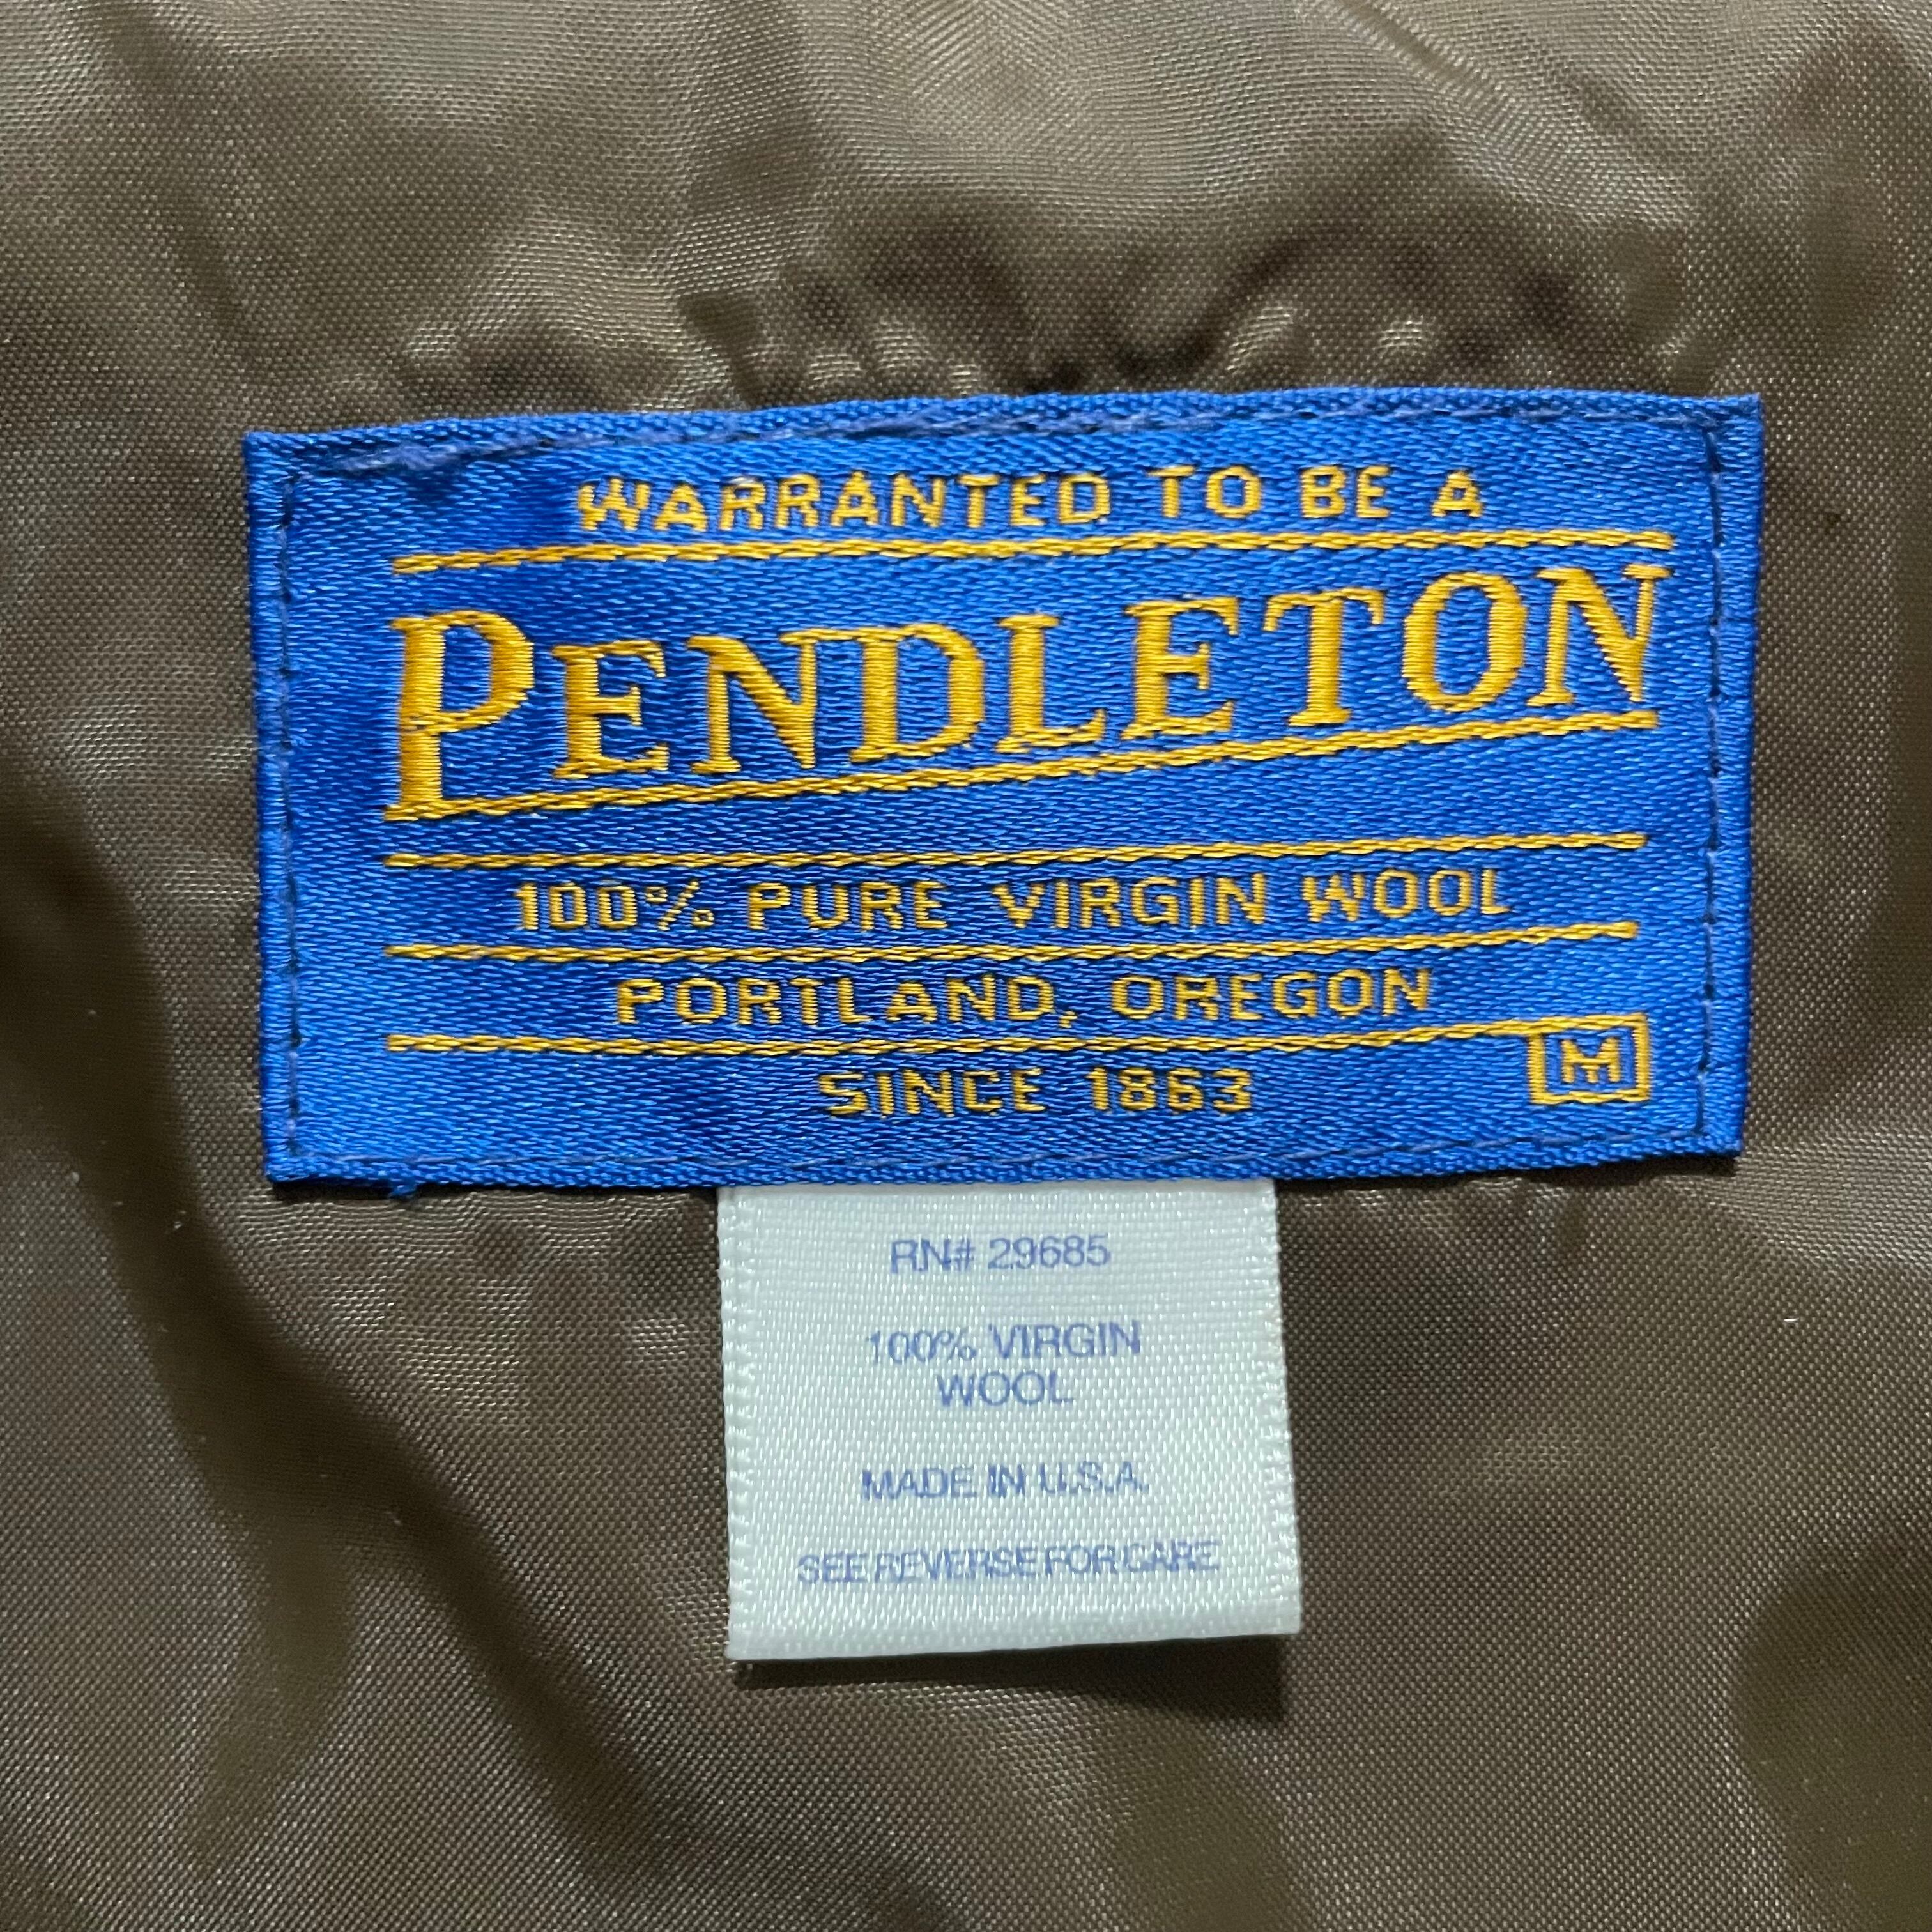 WARRANTED TO BE A
PENDLETON
100% PURE VIRGIN WOOL
PORTLAND, OREGON
SINCE 1863
M
RN# 29685
100% VIRGIN
WOOL
MADE IN U.S.A.
SEE REVERSE FOR CARE